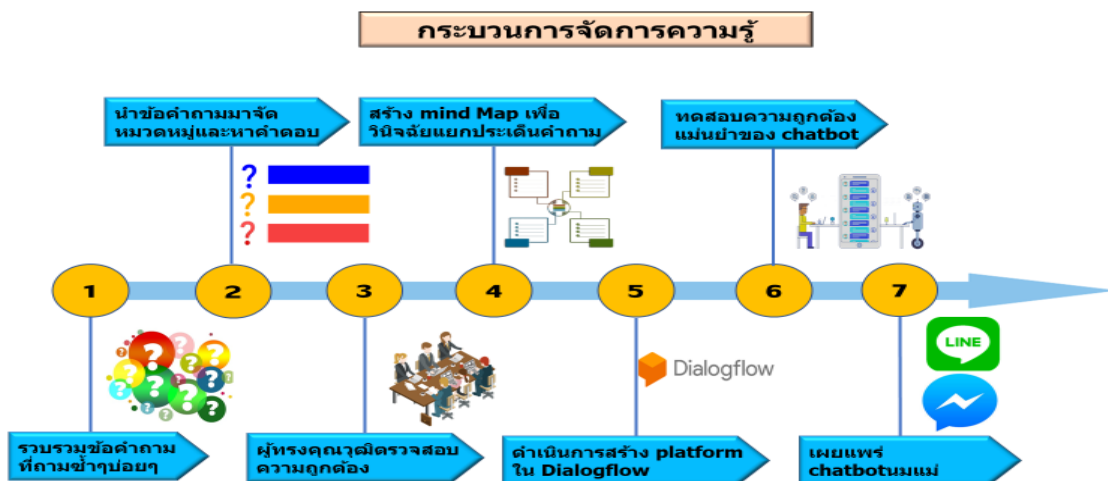 กระบวนการจัดการความรู้
นำข้อคำถามมาจัด
หมวดหมู่และหาคำตอบ
สร้าง mind Map เพื่อ
วินิจฉัยแยกประเด็นคำถาม
ทดสอบความถูกต้อง
แม่นยำของ chatbot
?
?
?
1
2
3
4
5
6
7
LINE
Dialogflow
รวบรวมข้อคำถาม
ที่ถามซ้ำๆบ่อยๆ
ผู้ทรงคุณวุฒิตรวจสอบ
ความถูกต้อง
ดำเนินการสร้าง platform
ใน Dialogflow
เผยแพร่
chatbotนมแม่